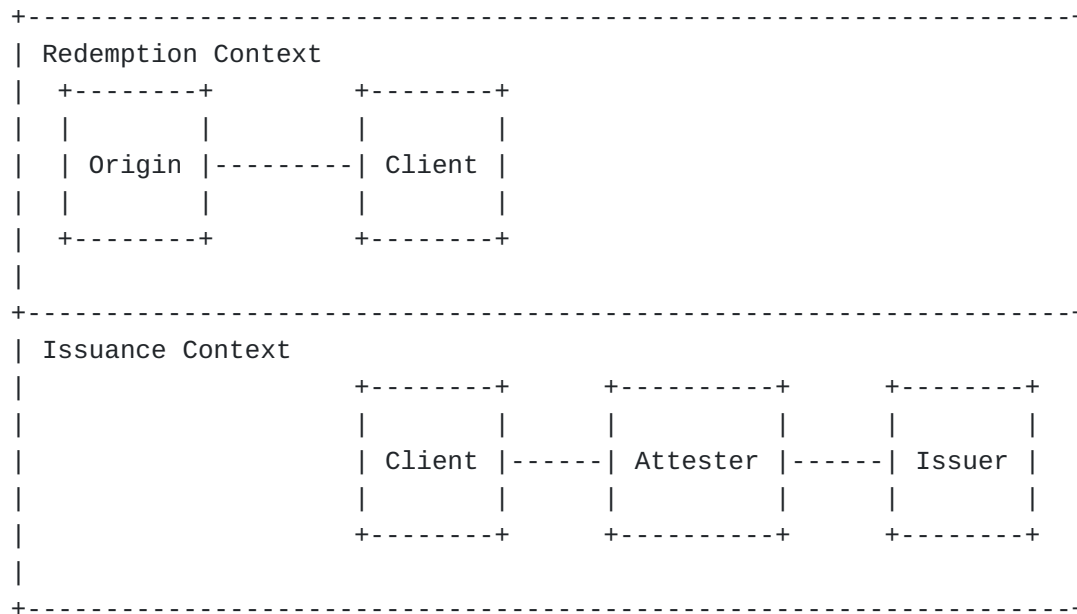 Redemption Context
Origin Client
Issuance Context
Client Attester Issuer